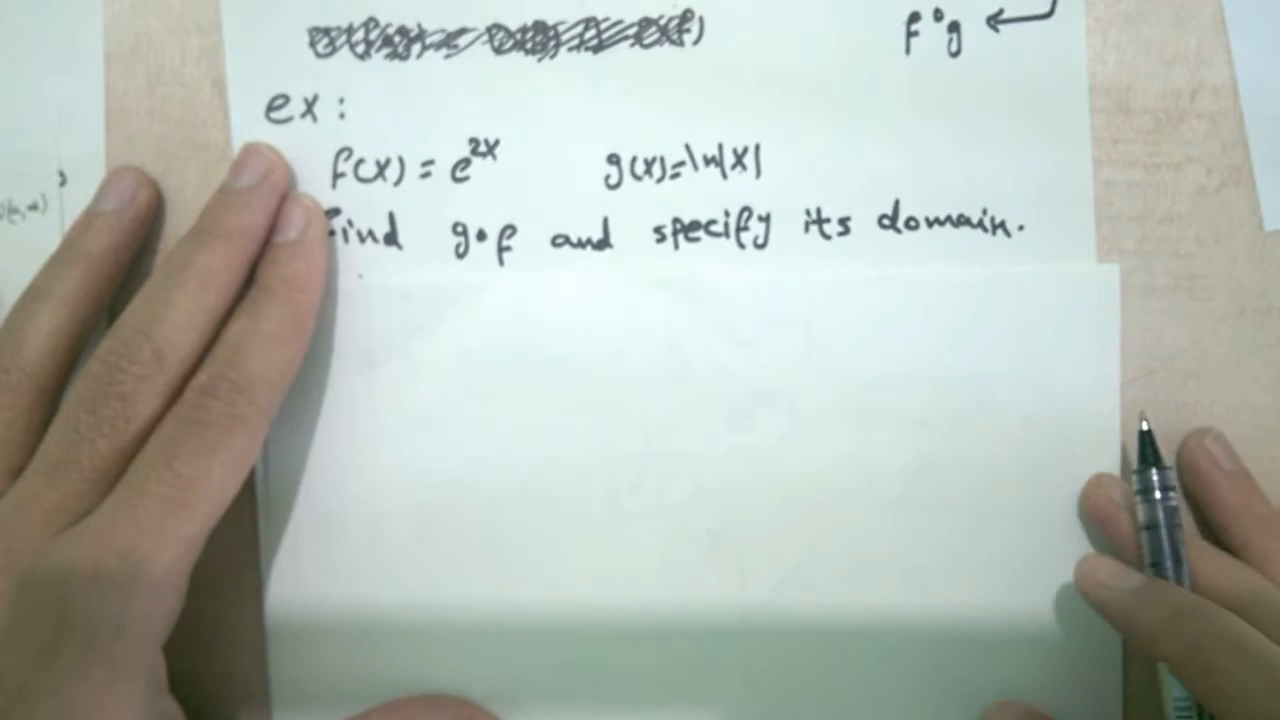 f∘g
ex:
f(x) = e^{2x} g(x)=ln|x|
find g∘f and specify its domain.